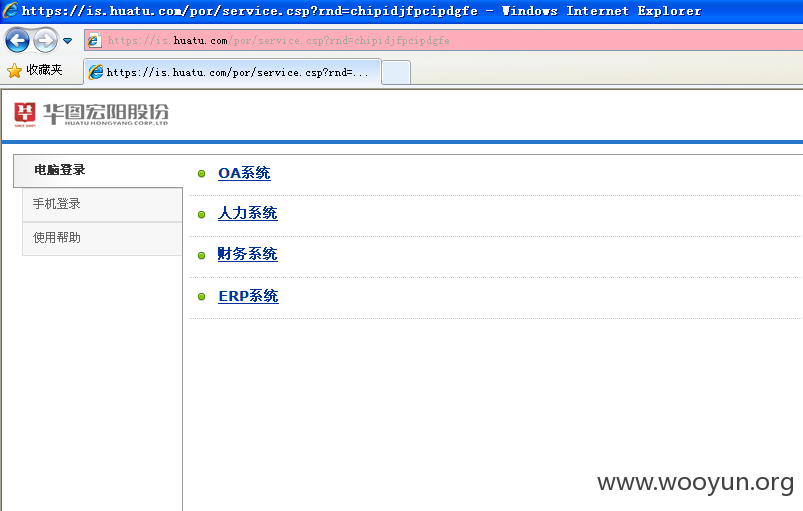 https://is.huatu.com/por/service.csp?rnd=chipidjfpcipdgfe - Windows Internet Explorer
https://is.huatu.com/por/service.csp?rnd=chipidjfpcipdgfe
收藏夹
https://is.huatu.com/por/service.csp?rnd=...
华图宏阳股份
HUATU HONGYANG CORP.,LTD
电脑登录
OA系统
手机登录
人力系统
使用帮助
财务系统
ERP系统
www.wooyun.org